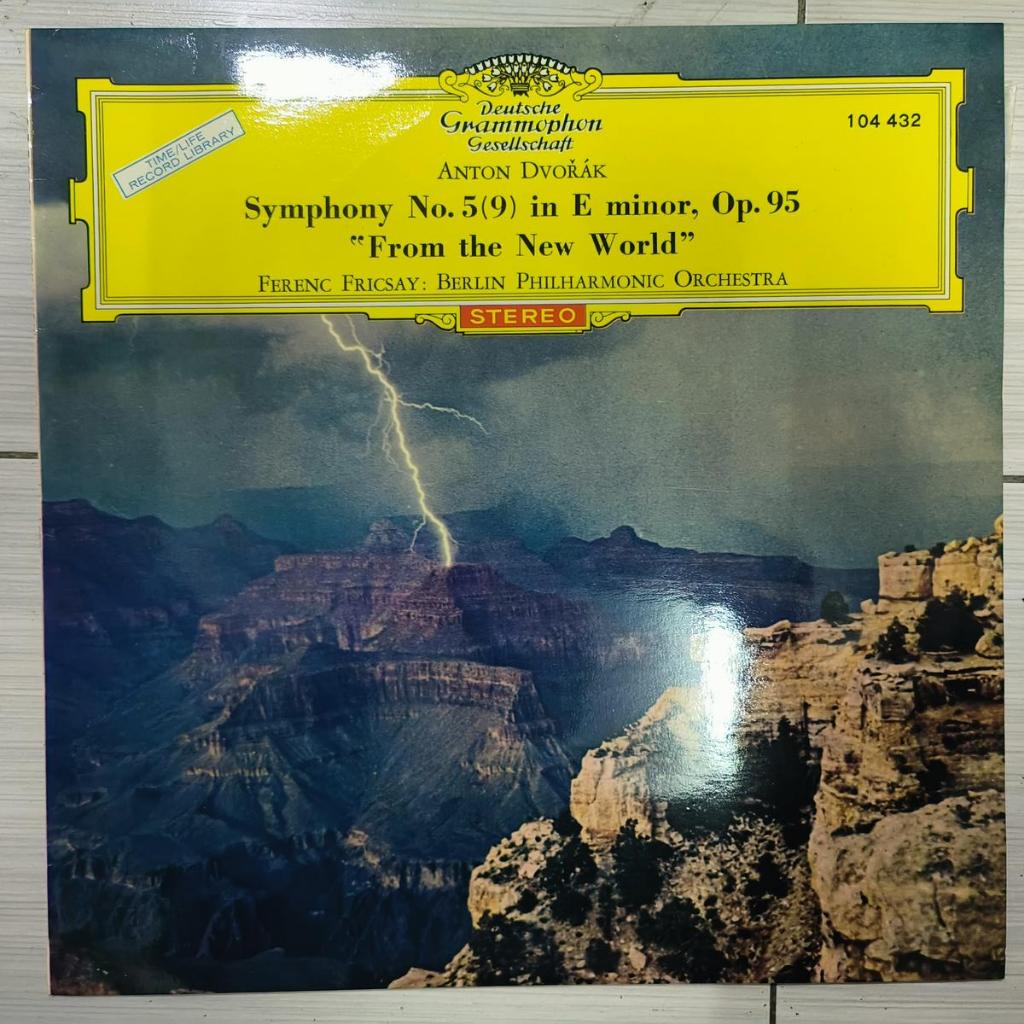 Deutsche
Grammophon
Gesellschaft
104 432
TIME/LIFE
RECORD LIBRARY
ANTON DVOŘÁK
Symphony No. 5(9) in E minor, Op. 95
“From the New World”
FERENC FRICSAY: BERLIN PHILHARMONIC ORCHESTRA
STEREO